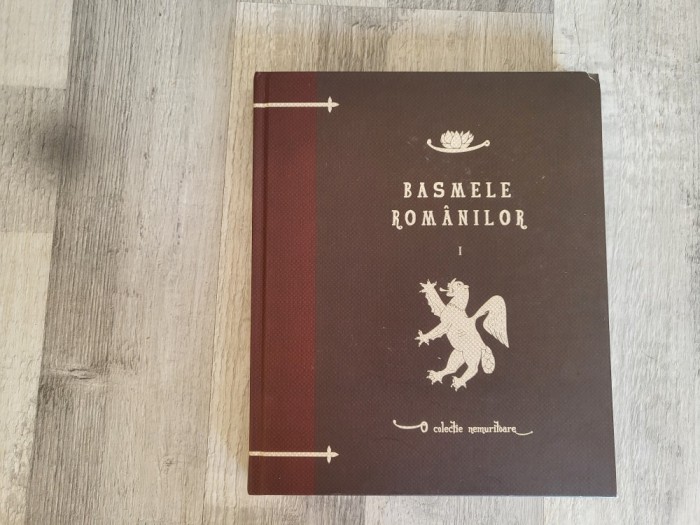 BASMELE
ROMÂNILOR
I
O colecție nemuritoare